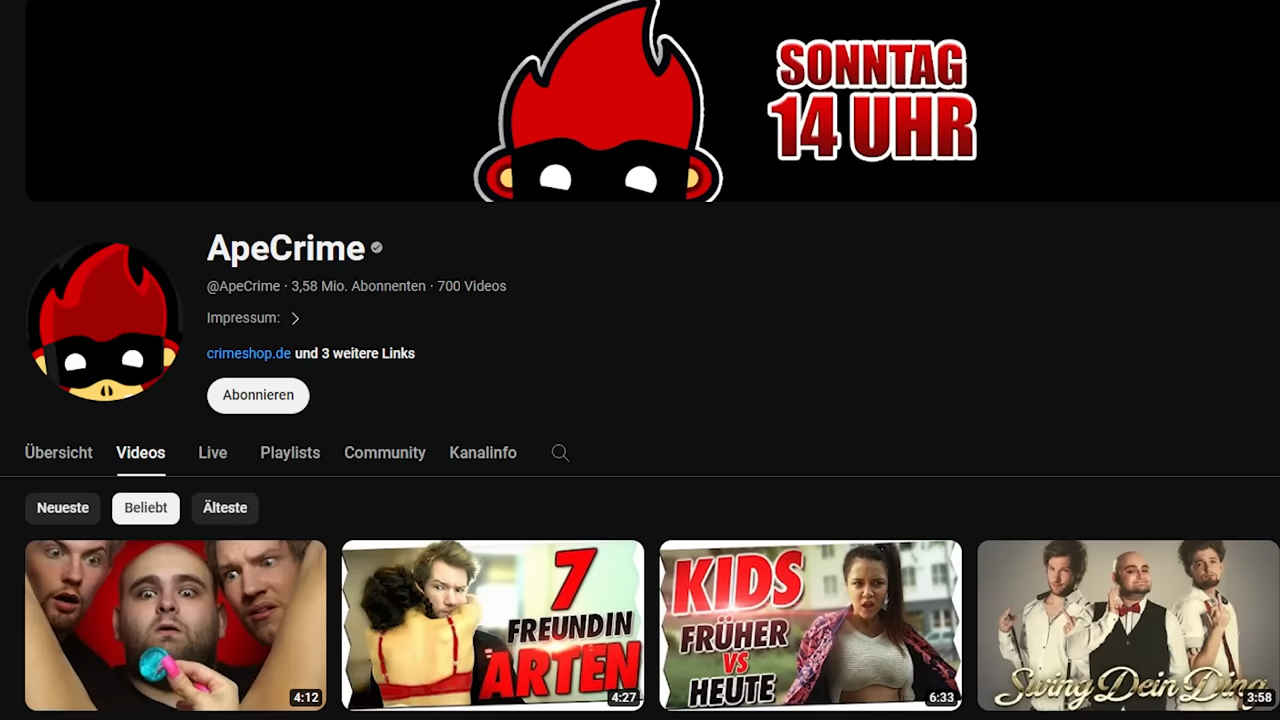 SONNTAG
14 UHR
ApeCrime
@ApeCrime · 3,58 Mio. Abonnenten · 700 Videos
Impressum:
crimeshop.de und 3 weitere Links
Abonnieren
Übersicht Videos Live Playlists Community Kanalinfo
Neueste Beliebt Älteste
4:12
7
FREUNDIN
ARTEN
4:27
KIDS
FRÜHER
VS
HEUTE
6:33
Swing Dein Ding
3:58